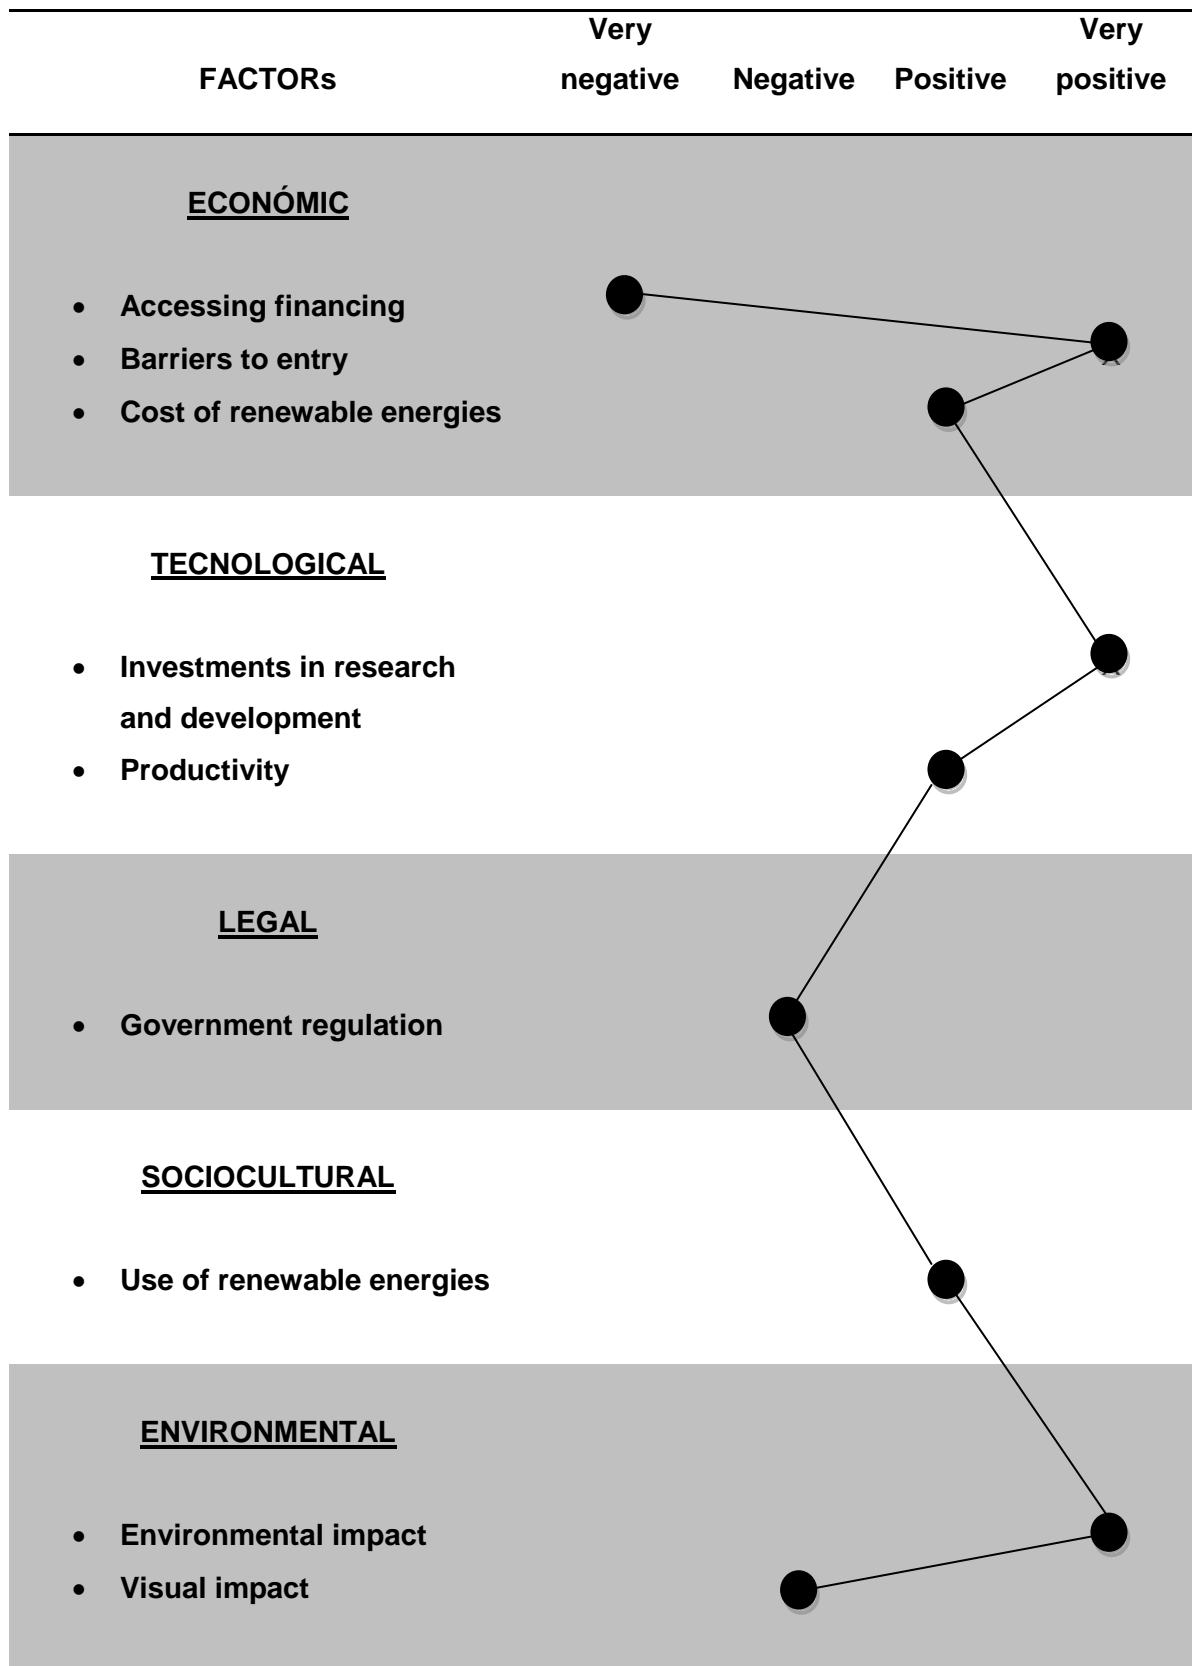 Very Very
FACTORs negative Negative Positive positive
ECONÓMIC
• Accessing financing
• Barriers to entry
• Cost of renewable energies
TECNOLOGICAL
• Investments in research
and development
• Productivity
LEGAL
• Government regulation
SOCIOCULTURAL
• Use of renewable energies
ENVIRONMENTAL
• Environmental impact
• Visual impact